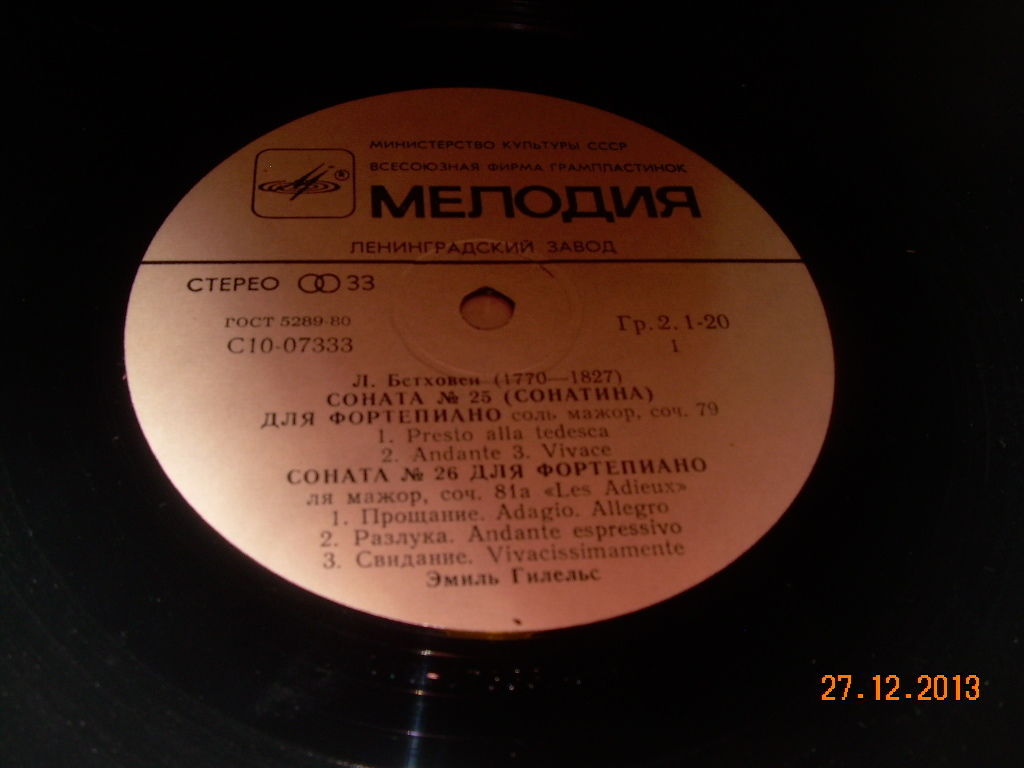 МИНИСТЕРСТВО КУЛЬТУРЫ СССР
ВСЕСОЮЗНАЯ ФИРМА ГРАМПЛАСТИНОК
МЕЛОДИЯ
®
ЛЕНИНГРАДСКИЙ ЗАВОД
СТЕРЕО 33
ГОСТ 5289-80
С10-07333
Гр. 2. 1-20
1
Л. Бетховен (1770—1827)
СОНАТА № 25 (СОНАТИНА)
ДЛЯ ФОРТЕПИАНО соль мажор, соч. 79
1. Presto alla tedesca
2. Andante 3. Vivace
СОНАТА № 26 ДЛЯ ФОРТЕПИАНО
ля мажор, соч. 81а «Les Adieux»
1. Прощание. Adagio. Allegro
2. Разлука. Andante espressivo
3. Свидание. Vivacissimamente
Эмиль Гилельс
27.12.2013